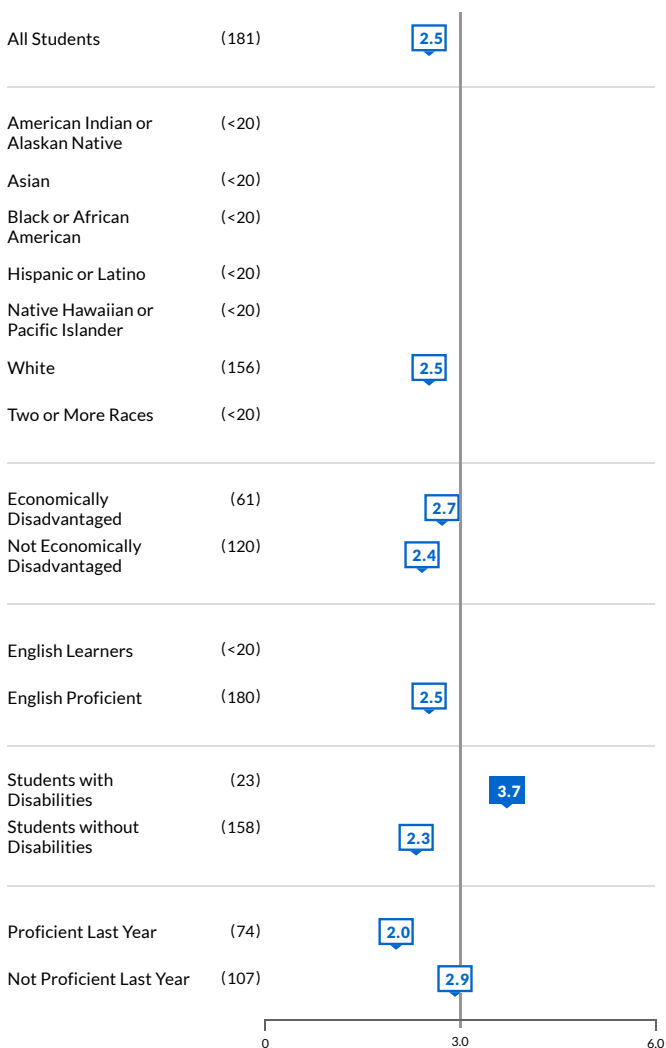 All Students (181) 2.5
American Indian or (<20)
Alaskan Native
Asian (<20)
Black or African (<20)
American
Hispanic or Latino (<20)
Native Hawaiian or (<20)
Pacific Islander
White (156) 2.5
Two or More Races (<20)
Economically (61) 2.7
Disadvantaged
Not Economically (120) 2.4
Disadvantaged
English Learners (<20)
English Proficient (180) 2.5
Students with (23) 3.7
Disabilities
Students without (158) 2.3
Disabilities
Proficient Last Year (74) 2.0
Not Proficient Last Year (107) 2.9
0 3.0 6.0